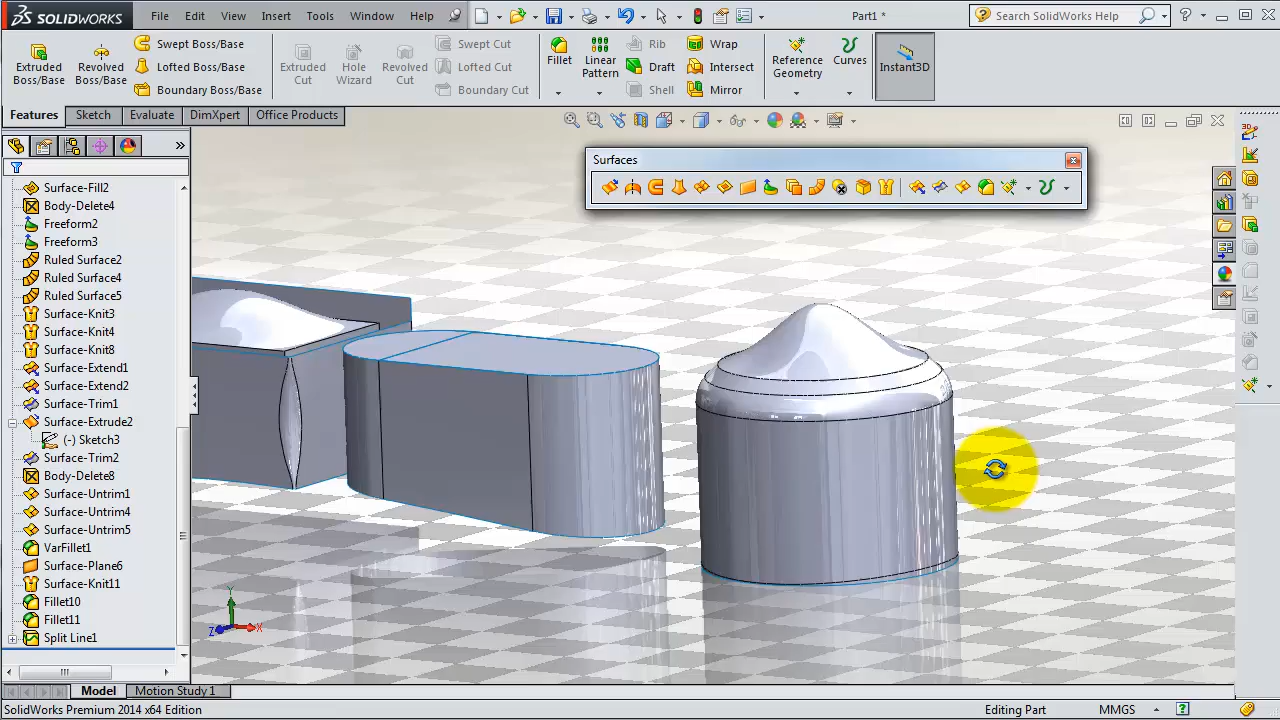 SOLIDWORKS File Edit View Insert Tools Window Help Part1 * Search SolidWorks Help
Extruded Boss/Base
Revolved Boss/Base
Swept Boss/Base
Lofted Boss/Base
Boundary Boss/Base
Extruded Cut
Hole Wizard
Revolved Cut
Swept Cut
Lofted Cut
Boundary Cut
Fillet
Linear Pattern
Rib
Draft
Shell
Wrap
Intersect
Mirror
Reference Geometry
Curves
Instant3D
Features Sketch Evaluate DimXpert Office Products
Surfaces
Surface-Fill2
Body-Delete4
Freeform2
Freeform3
Ruled Surface2
Ruled Surface4
Ruled Surface5
Surface-Knit3
Surface-Knit4
Surface-Knit8
Surface-Extend1
Surface-Extend2
Surface-Trim1
Surface-Extrude2
(-) Sketch3
Surface-Trim2
Body-Delete8
Surface-Untrim1
Surface-Untrim4
Surface-Untrim5
VarFillet1
Surface-Plane6
Surface-Knit11
Fillet10
Fillet11
Split Line1
Y
Z X
Model Motion Study 1
SolidWorks Premium 2014 x64 Edition Editing Part MMGS